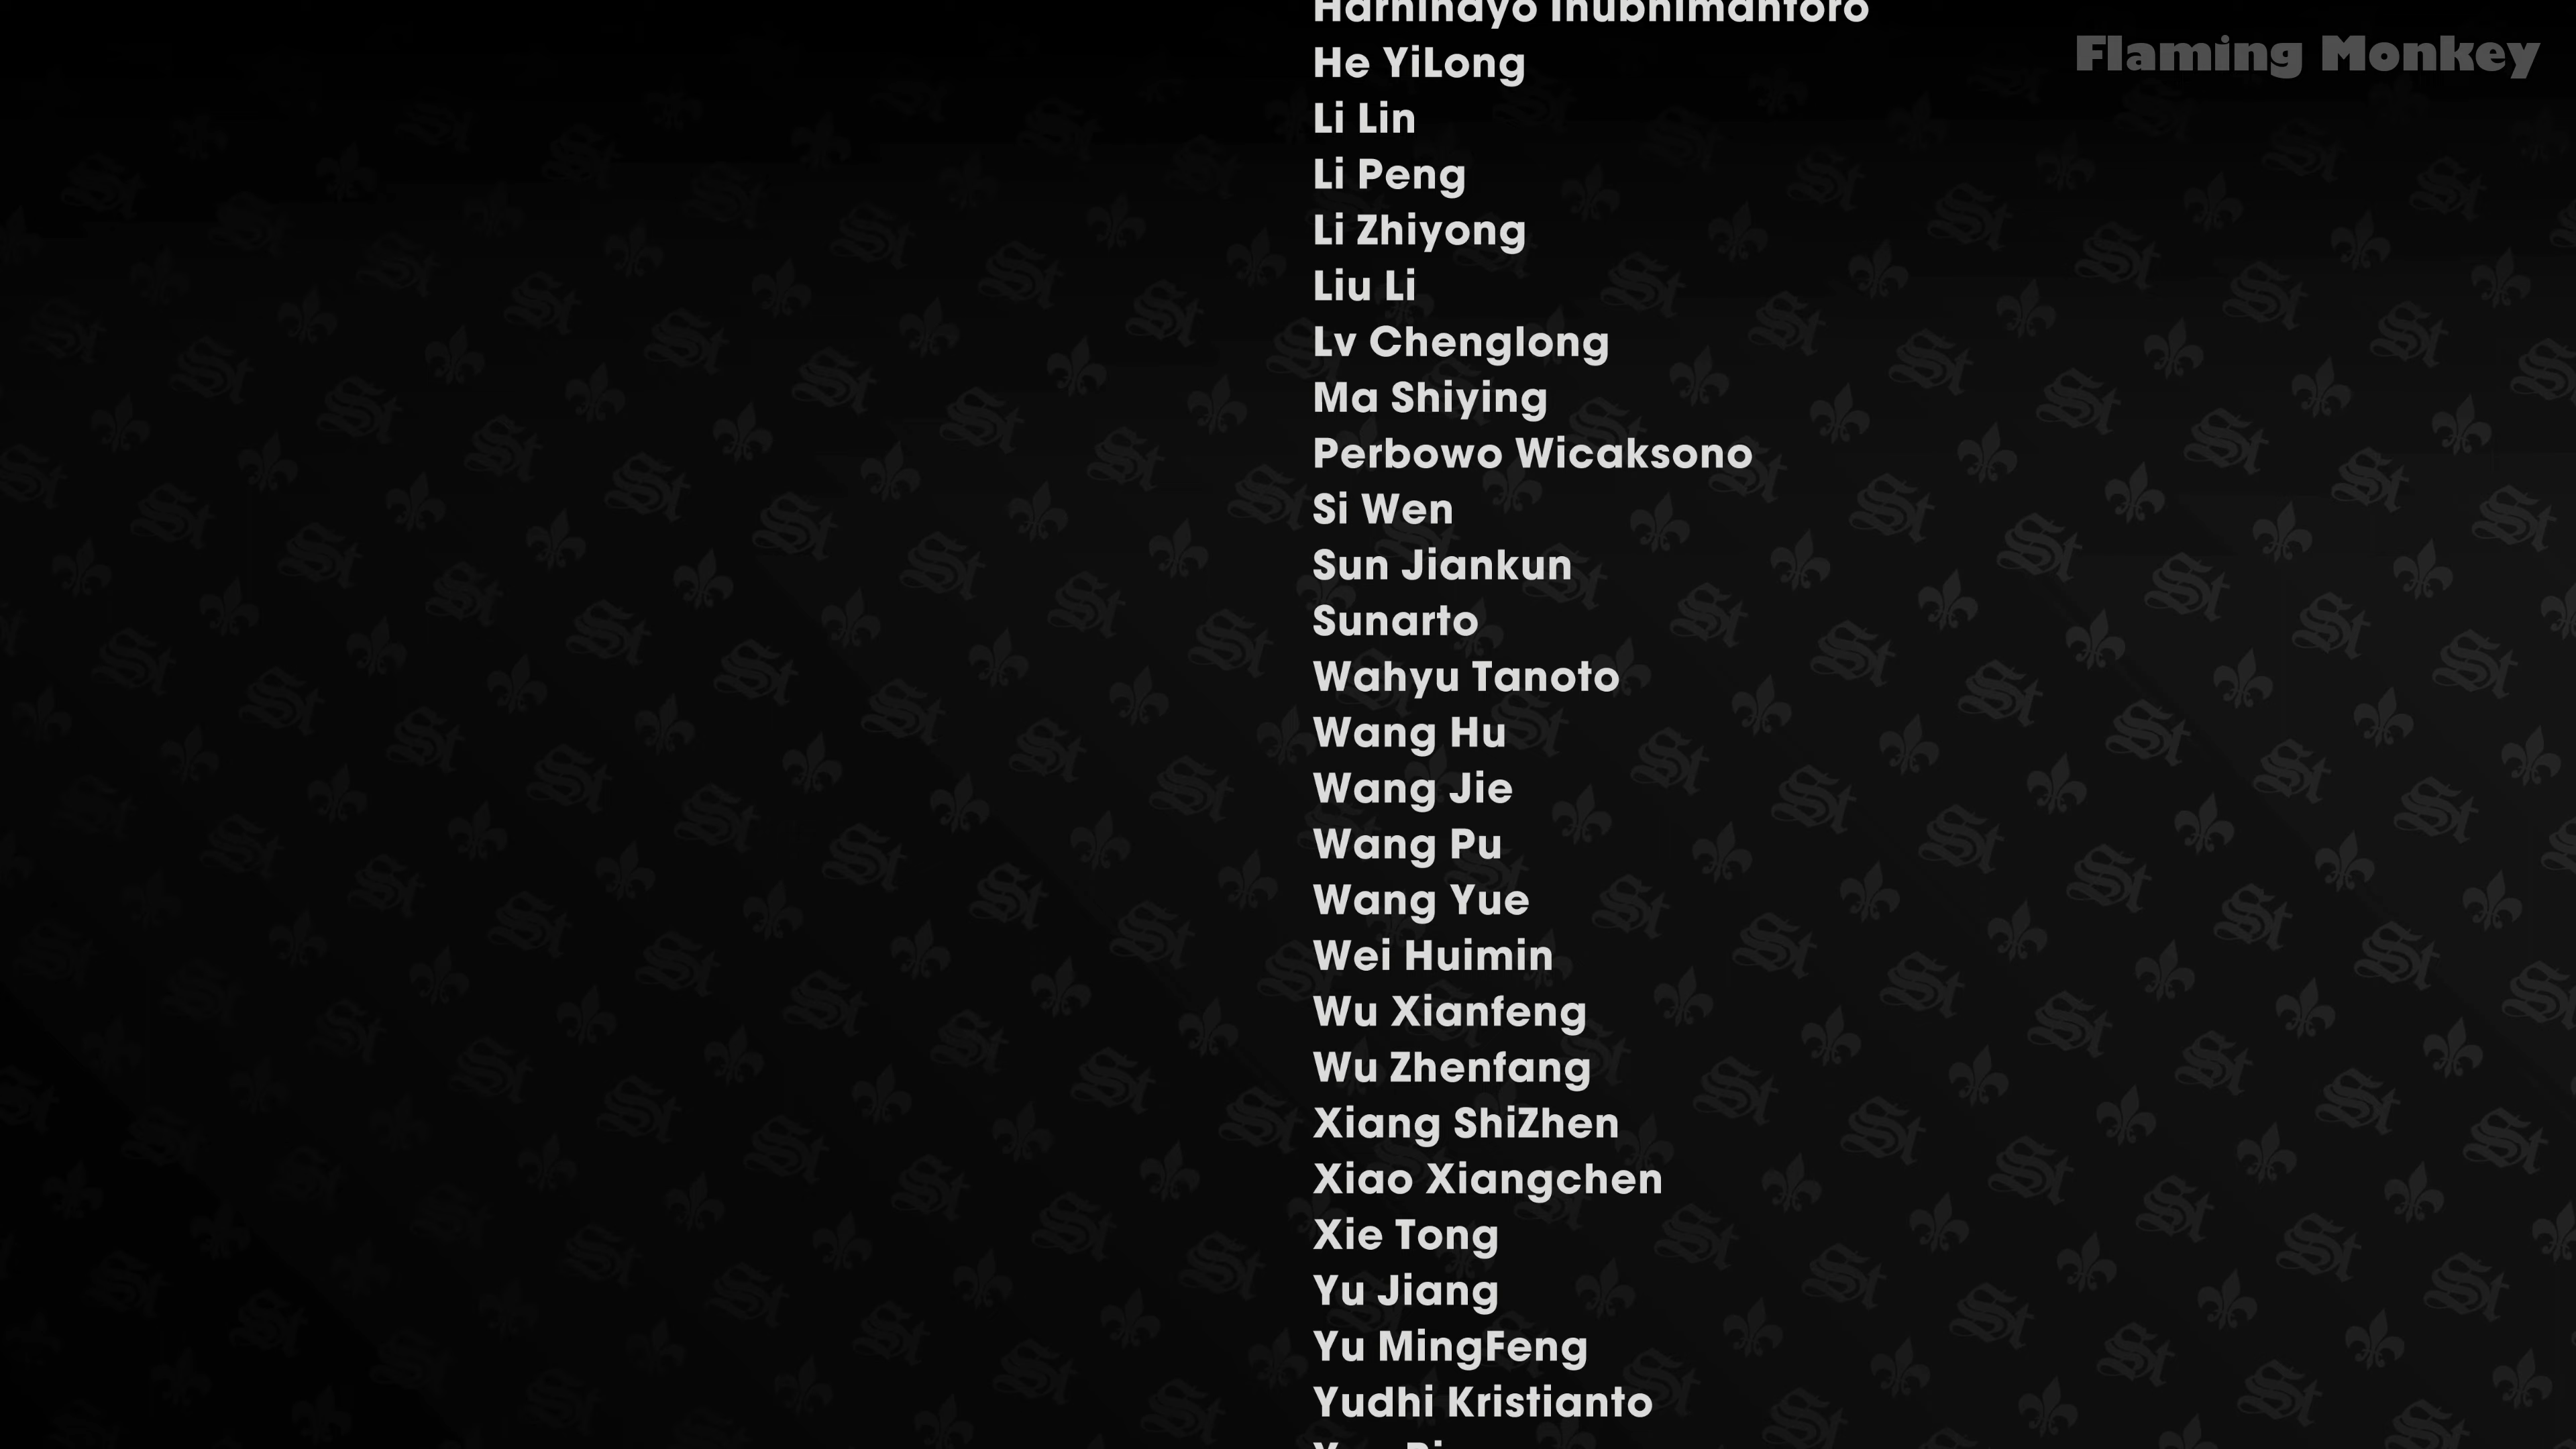 Flaming Monkey
He YiLong
Li Lin
Li Peng
Li Zhiyong
Liu Li
Lv Chenglong
Ma Shiying
Perbowo Wicaksono
Si Wen
Sun Jiankun
Sunarto
Wahyu Tanoto
Wang Hu
Wang Jie
Wang Pu
Wang Yue
Wei Huimin
Wu Xianfeng
Wu Zhenfang
Xiang ShiZhen
Xiao Xiangchen
Xie Tong
Yu Jiang
Yu MingFeng
Yudhi Kristianto